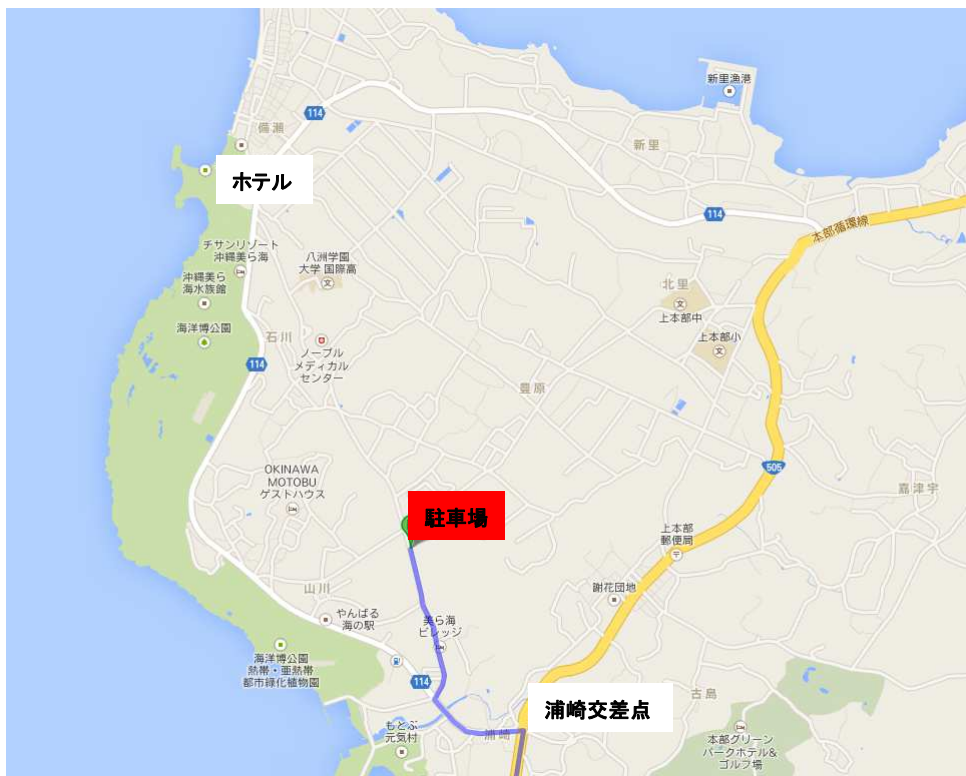 新里漁港
114
備瀬
新里
ホテル
114
本部循環線
チサンリゾート
沖縄美ら海
八洲学園
大学 国際高
沖縄美ら
海水族館
北里
上本部中
海洋博公園
石川
上本部小
ノーブル
メディカル
センター
114
豊原
505
OKINAWA
MOTOBU
ゲストハウス
嘉津宇
駐車場
上本部
郵便局
謝花団地
山川
やんばる
海の駅
美ら海
ビレッジ
海洋博公園
熱帯・亜熱帯
都市緑化植物園
114
古島
浦崎交差点
もとぶ
元気村
浦崎
本部グリーン
パークホテル&
ゴルフ場